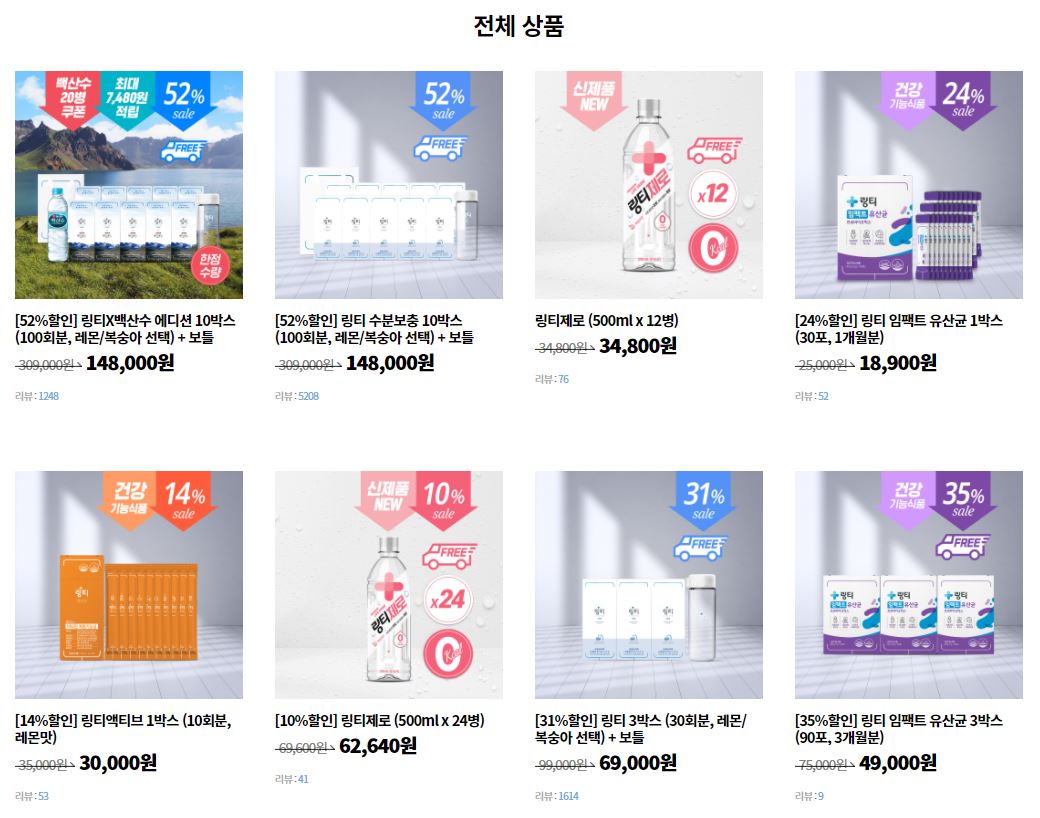 전체 상품
백산수
20병
쿠폰
최대
7,480원
적립
52%
sale
FREE
한정
수량
[52%할인] 링티X백산수 에디션 10박스
(100회분, 레몬/복숭아 선택) + 보틀
309,000원
148,000원
리뷰 : 1248
52%
sale
FREE
[52%할인] 링티 수분보충 10박스
(100회분, 레몬/복숭아 선택) + 보틀
309,000원
148,000원
리뷰 : 5208
신제품
NEW
FREE
x12
링티제로
0 Kcal
링티제로 (500ml x 12병)
34,800원
34,800원
리뷰 : 76
건강
기능식품
24%
sale
링티
임팩트 유산균
[24%할인] 링티 임팩트 유산균 1박스
(30포, 1개월분)
25,000원
18,900원
리뷰 : 52
건강
기능식품
14%
sale
링티
[14%할인] 링티액티브 1박스 (10회분,
레몬맛)
35,000원
30,000원
리뷰 : 53
신제품
NEW
10%
sale
FREE
x24
링티제로
0 Kcal
[10%할인] 링티제로 (500ml x 24병)
69,600원
62,640원
리뷰 : 41
31%
sale
FREE
[31%할인] 링티 3박스 (30회분, 레몬/
복숭아 선택) + 보틀
99,000원
69,000원
리뷰 : 1614
건강
기능식품
35%
sale
FREE
링티
임팩트 유산균
링티
임팩트 유산균
링티
임팩트 유산균
[35%할인] 링티 임팩트 유산균 3박스
(90포, 3개월분)
75,000원
49,000원
리뷰 : 9